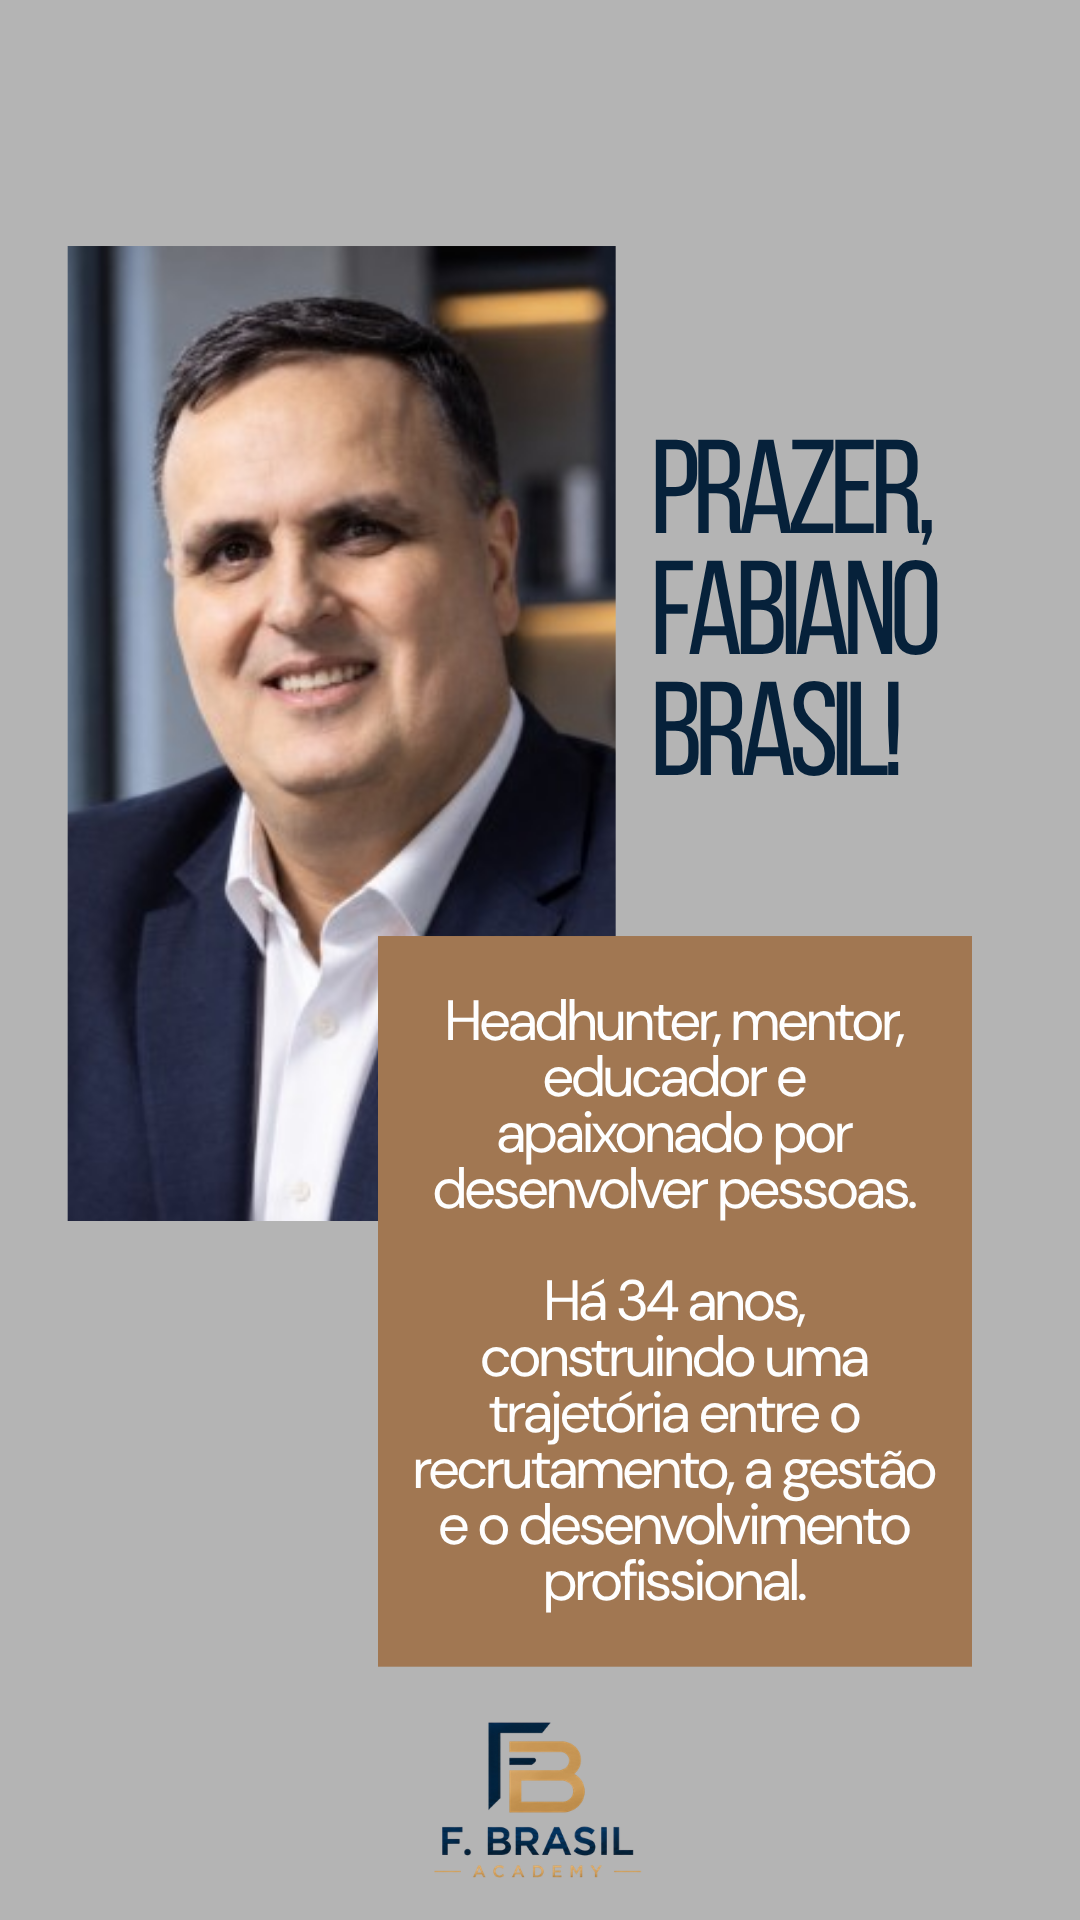 PRAZER,
FABIANO
BRASIL!
Headhunter, mentor,
educador e
apaixonado por
desenvolver pessoas.
Há 34 anos,
construindo uma
trajetória entre o
recrutamento, a gestão
e o desenvolvimento
profissional.
FB
F. BRASIL
ACADEMY